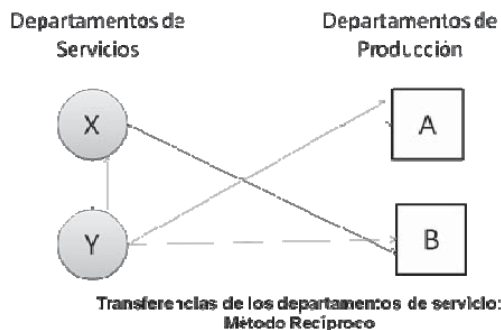 Departamentos de
Servicios
Departamentos de
Producción
X
A
Y
B
Transferencias de los departamentos de servicio:
Método Recíproco